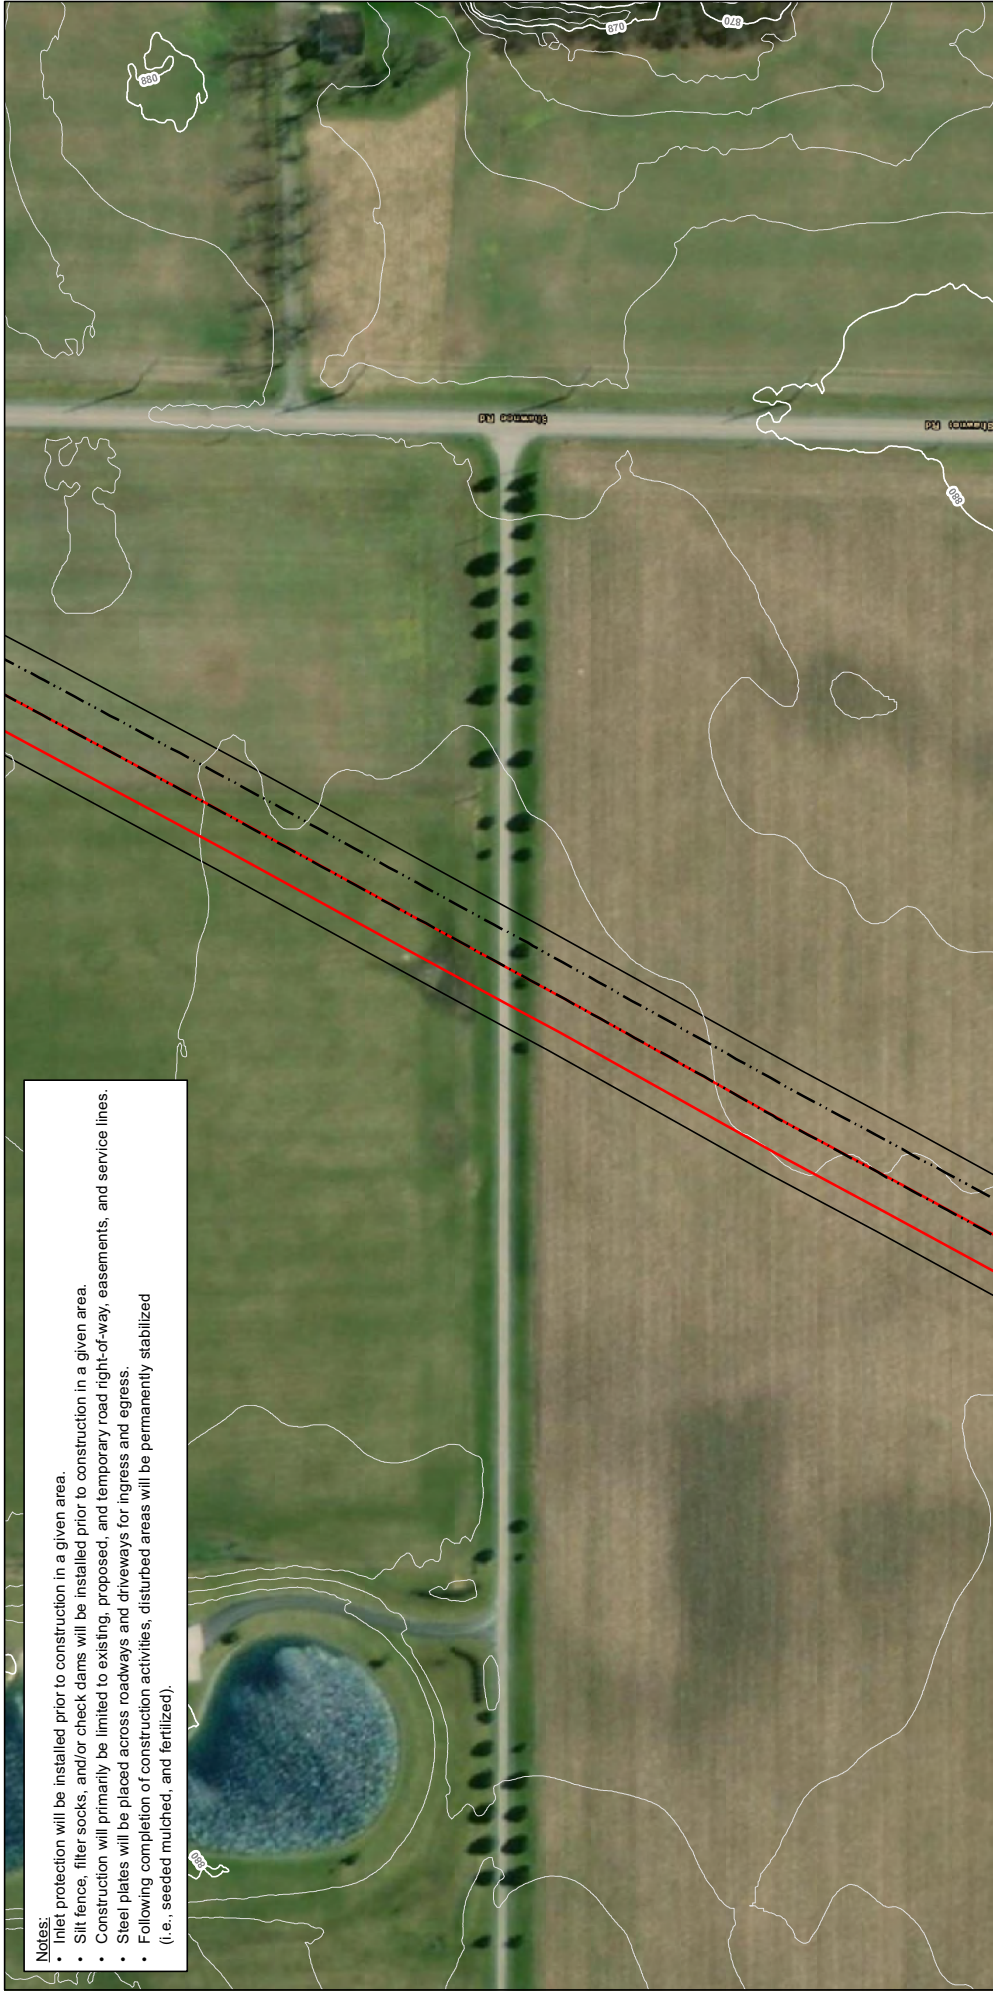 Notes:
• Inlet protection will be installed prior to construction in a given area.
• Silt fence, filter socks, and/or check dams will be installed prior to construction in a given area.
• Construction will primarily be limited to existing, proposed, and temporary road right-of-way, easements, and service lines.
• Steel plates will be placed across roadways and driveways for ingress and egress.
• Following completion of construction activities, disturbed areas will be permanently stabilized
(i.e., seeded mulched, and fertilized).
880
880
870
870
880
Shawnee Rd
Shawnee Rd